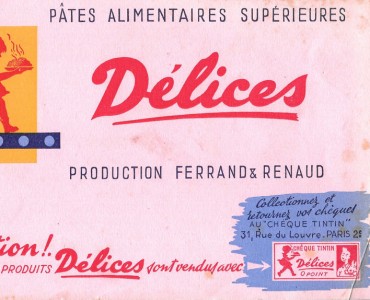 PÂTES ALIMENTAIRES SUPÉRIEURES
Délices
PRODUCTION FERRAND & RENAUD
Collectionnez et
retournez vos chèques
AU "CHÈQUE TINTIN"
31, Rue du Louvre, PARIS 2e
CHÈQUE TINTIN
Délices
POINT
tion!.
PRODUITS Délices sont vendus avec